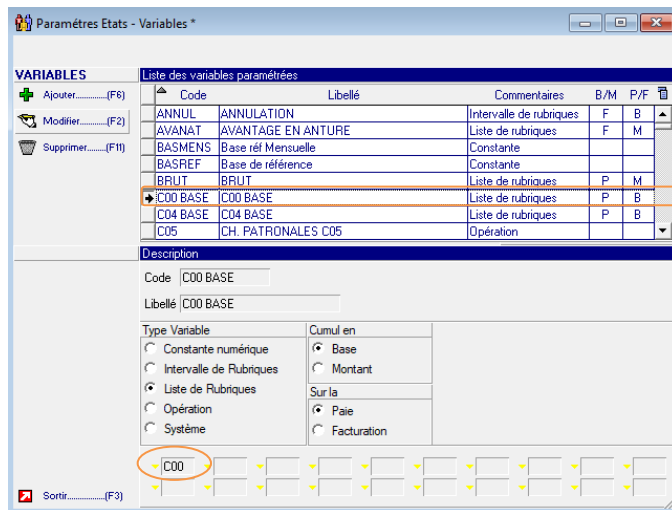 Paramétres Etats - Variables *
VARIABLES
Ajouter.............(F6)
Modifier.........(F2)
Supprimer........(F11)
Liste des variables paramétrées
Code Libellé Commentaires B/M P/F
ANNUL ANNULATION Intervalle de rubriques F B
AVANAT AVANTAGE EN ANTURE Liste de rubriques F M
BASMENS Base réf Mensuelle Constante
BASREF Base de référence Constante
BRUT BRUT Liste de rubriques P M
C00 BASE C00 BASE Liste de rubriques P B
C04 BASE C04 BASE Liste de rubriques P B
C05 CH. PATRONALES C05 Opération
Description
Code C00 BASE
Libellé C00 BASE
Type Variable
Constante numérique
Intervalle de Rubriques
Liste de Rubriques
Opération
Système
Cumul en
Base
Montant
Sur la
Paie
Facturation
C00
Sortir................(F3)